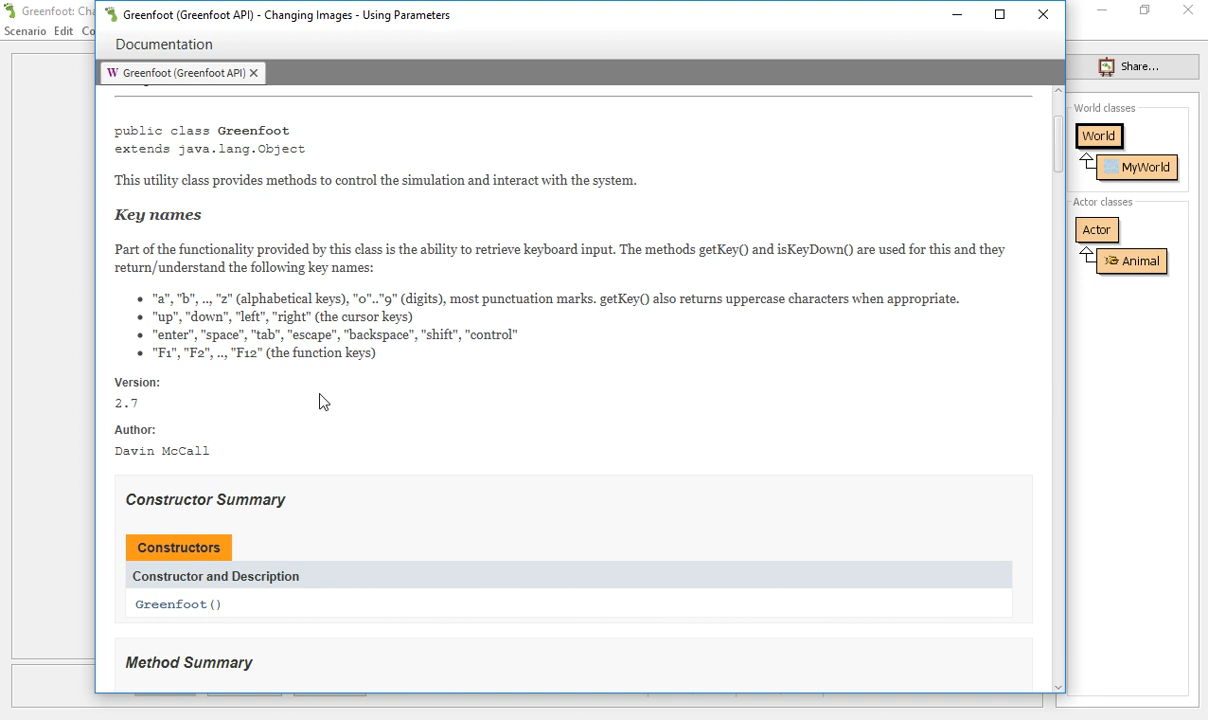 Greenfoot: Cha
Greenfoot (Greenfoot API) - Changing Images - Using Parameters
Scenario Edit Co
Documentation
Share...
W Greenfoot (Greenfoot API)
World classes
public class Greenfoot
World
extends java.lang.Object
MyWorld
This utility class provides methods to control the simulation and interact with the system.
Actor classes
Key names
Actor
Part of the functionality provided by this class is the ability to retrieve keyboard input. The methods getKey() and isKeyDown() are used for this and they
Animal
return/understand the following key names:
• "a", "b", .., "z" (alphabetical keys), "0".."9" (digits), most punctuation marks. getKey() also returns uppercase characters when appropriate.
• "up", "down", "left", "right" (the cursor keys)
• "enter", "space", "tab", "escape", "backspace", "shift", "control"
• "F1", "F2", .., "F12" (the function keys)
Version:
2.7
Author:
Davin McCall
Constructor Summary
Constructors
Constructor and Description
Greenfoot()
Method Summary